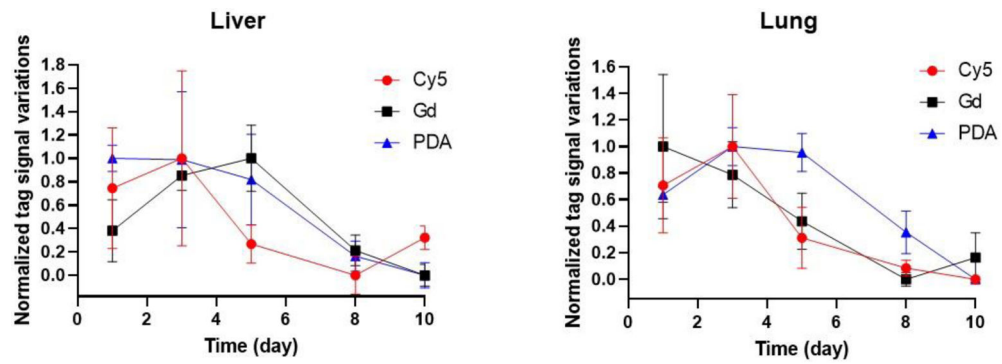 Liver
Normalized tag signal variations
1.8
1.6
1.4
1.2
1.0
0.8
0.6
0.4
0.2
0.0
0 2 4 6 8 10
Time (day)
Cy5
Gd
PDA
Lung
Normalized tag signal variations
1.6
1.4
1.2
1.0
0.8
0.6
0.4
0.2
0.0
0 2 4 6 8 10
Time (day)
Cy5
Gd
PDA